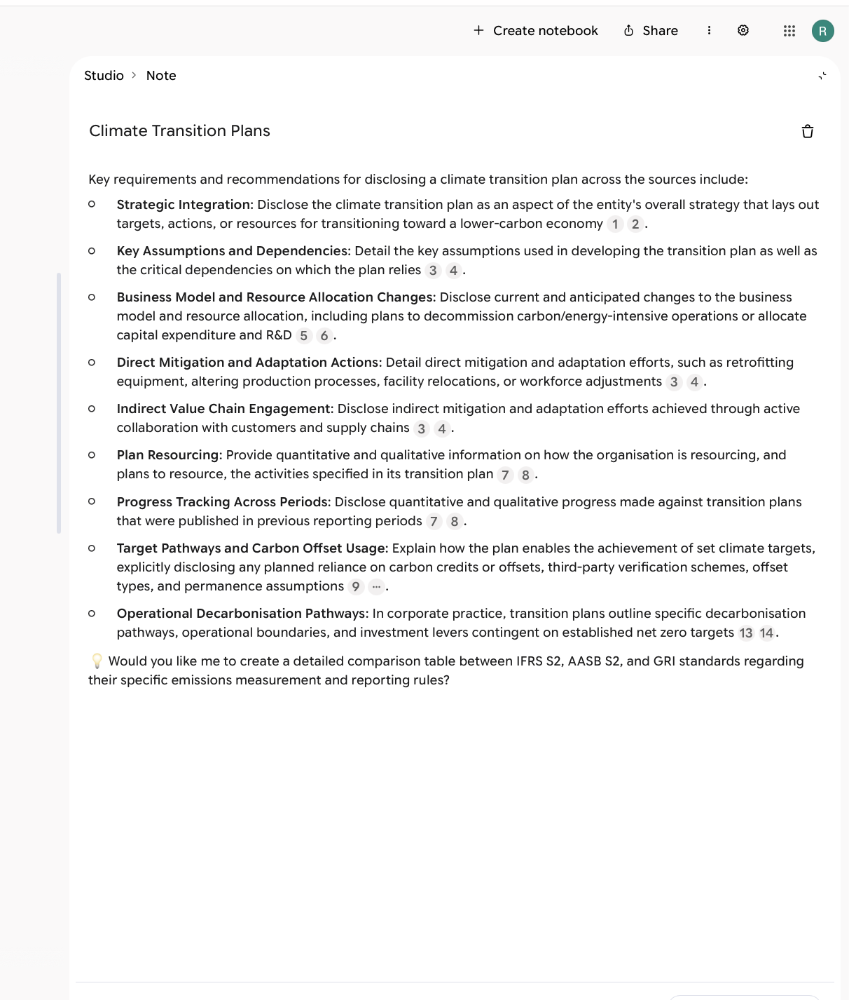 Create notebook Share R
Studio > Note
Climate Transition Plans
Key requirements and recommendations for disclosing a climate transition plan across the sources include:
Strategic Integration: Disclose the climate transition plan as an aspect of the entity's overall strategy that lays out
targets, actions, or resources for transitioning toward a lower-carbon economy 1 2.
Key Assumptions and Dependencies: Detail the key assumptions used in developing the transition plan as well as
the critical dependencies on which the plan relies 3 4.
Business Model and Resource Allocation Changes: Disclose current and anticipated changes to the business
model and resource allocation, including plans to decommission carbon/energy-intensive operations or allocate
capital expenditure and R&D 5 6.
Direct Mitigation and Adaptation Actions: Detail direct mitigation and adaptation efforts, such as retrofitting
equipment, altering production processes, facility relocations, or workforce adjustments 3 4.
Indirect Value Chain Engagement: Disclose indirect mitigation and adaptation efforts achieved through active
collaboration with customers and supply chains 3 4.
Plan Resourcing: Provide quantitative and qualitative information on how the organisation is resourcing, and
plans to resource, the activities specified in its transition plan 7 8.
Progress Tracking Across Periods: Disclose quantitative and qualitative progress made against transition plans
that were published in previous reporting periods 7 8.
Target Pathways and Carbon Offset Usage: Explain how the plan enables the achievement of set climate targets,
explicitly disclosing any planned reliance on carbon credits or offsets, third-party verification schemes, offset
types, and permanence assumptions 9 ....
Operational Decarbonisation Pathways: In corporate practice, transition plans outline specific decarbonisation
pathways, operational boundaries, and investment levers contingent on established net zero targets 13 14.
💡 Would you like me to create a detailed comparison table between IFRS S2, AASB S2, and GRI standards regarding
their specific emissions measurement and reporting rules?